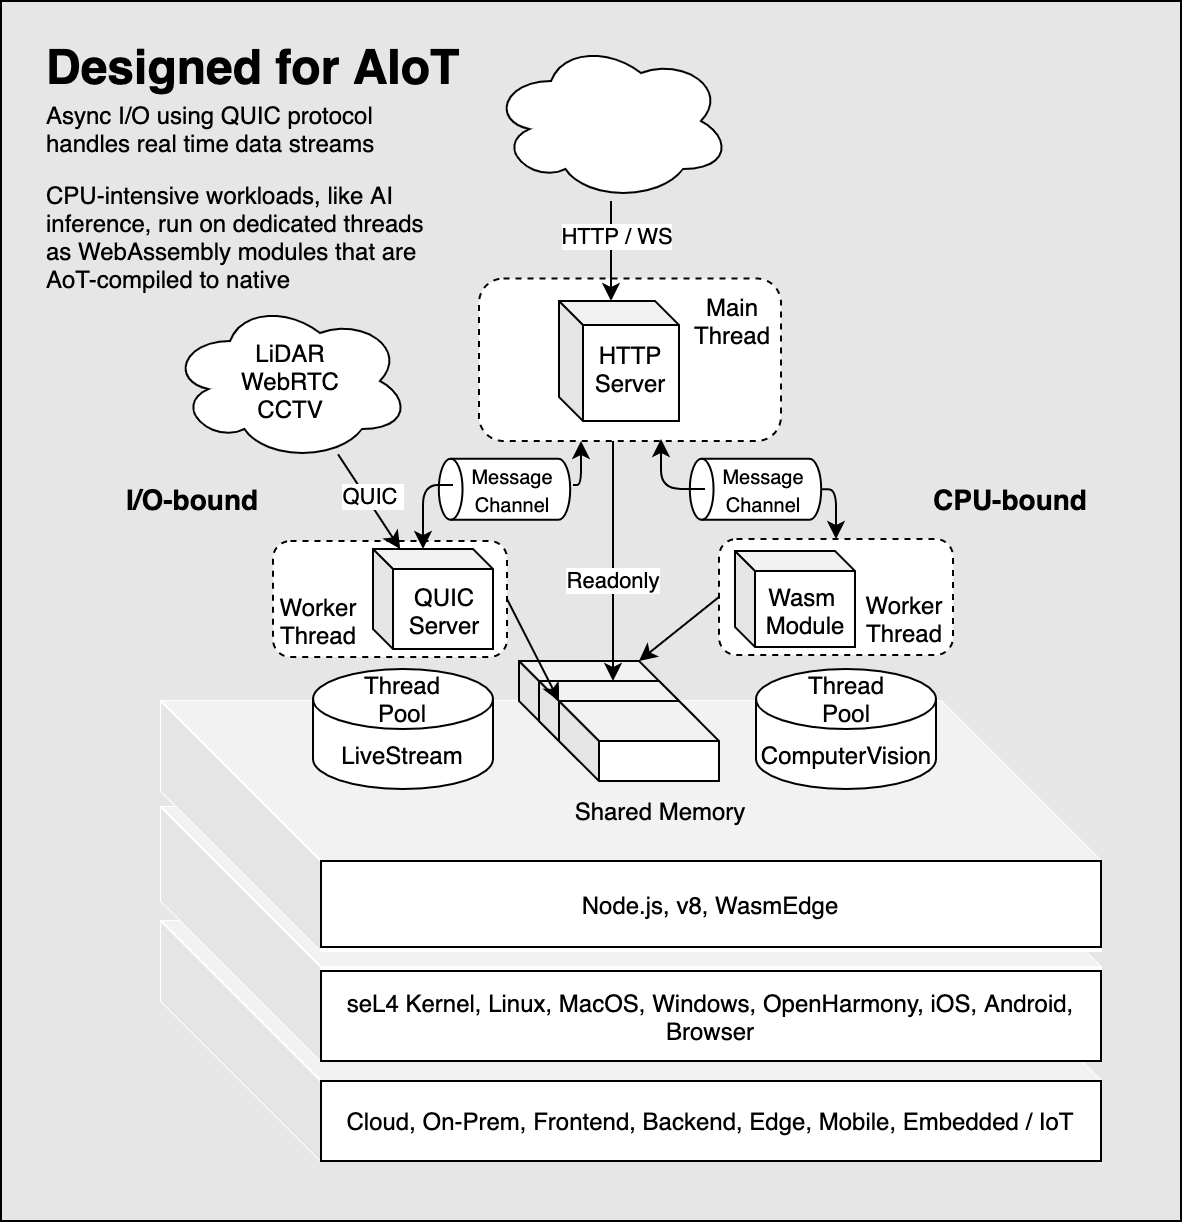 Designed for AIoT
Async I/O using QUIC protocol
handles real time data streams
CPU-intensive workloads, like AI
inference, run on dedicated threads
as WebAssembly modules that are
AoT-compiled to native
HTTP / WS
Main
Thread
HTTP
Server
LiDAR
WebRTC
CCTV
I/O-bound
QUIC
Message
Channel
Message
Channel
CPU-bound
Readonly
Worker
Thread
QUIC
Server
Wasm
Module
Worker
Thread
Thread
Pool
LiveStream
Thread
Pool
ComputerVision
Shared Memory
Node.js, v8, WasmEdge
seL4 Kernel, Linux, MacOS, Windows, OpenHarmony, iOS, Android,
Browser
Cloud, On-Prem, Frontend, Backend, Edge, Mobile, Embedded / IoT